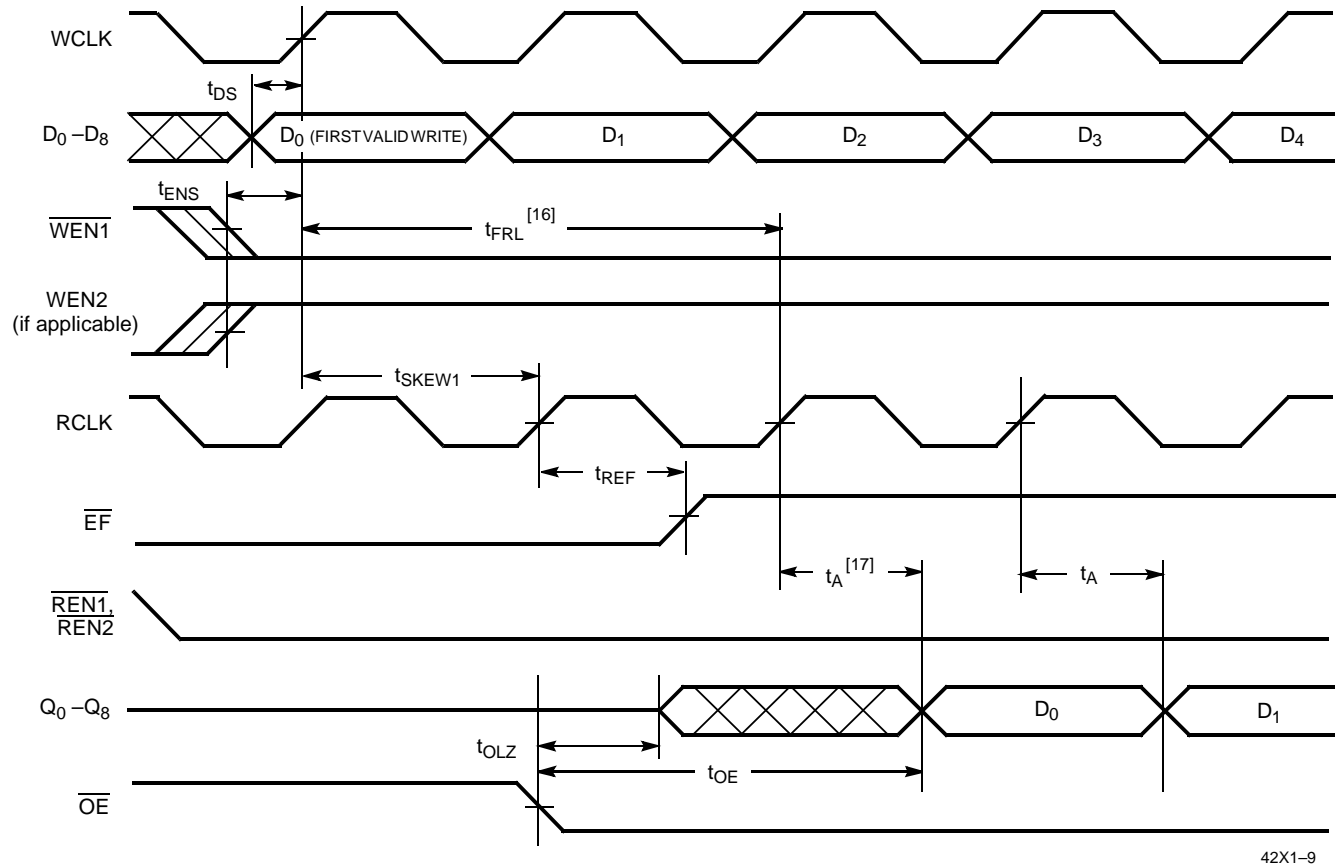 WCLK
tDS
D0 –D8
D0 (FIRST VALID WRITE)
D1
D2
D3
D4
tENS
WEN1
tFRL [16]
WEN2
(if applicable)
tSKEW1
RCLK
tREF
EF
tA [17]
tA
REN1,
REN2
Q0 –Q8
D0
D1
tOLZ
tOE
OE
42X1–9